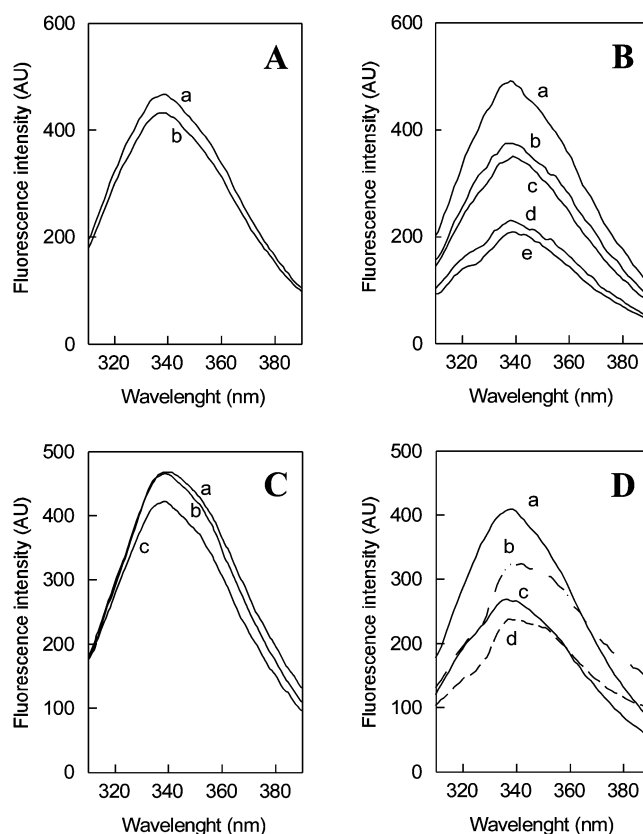 600
400
200
0
Fluorescence intensity (AU)
A
a
b
320 340 360 380
Wavelenght (nm)
600
400
200
0
Fluorescence intensity (AU)
B
a
b
c
d
e
320 340 360 380
Wavelenght (nm)
500
400
300
200
100
0
Fluorescence intensity (AU)
C
a
b
c
320 340 360 380
Wavelenght (nm)
500
400
300
200
100
0
Fluorescence intensity (AU)
D
a
b
c
d
320 340 360 380
Wavelenght (nm)